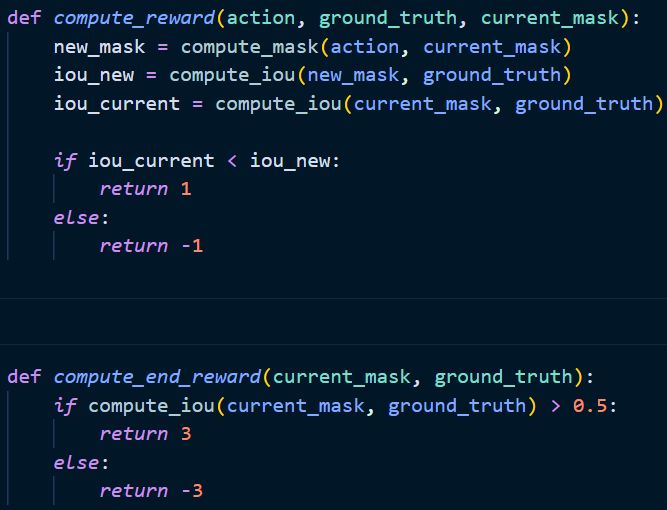 def compute_reward(action, ground_truth, current_mask):
    new_mask = compute_mask(action, current_mask)
    iou_new = compute_iou(new_mask, ground_truth)
    iou_current = compute_iou(current_mask, ground_truth)

    if iou_current < iou_new:
        return 1
    else:
        return -1

def compute_end_reward(current_mask, ground_truth):
    if compute_iou(current_mask, ground_truth) > 0.5:
        return 3
    else:
        return -3